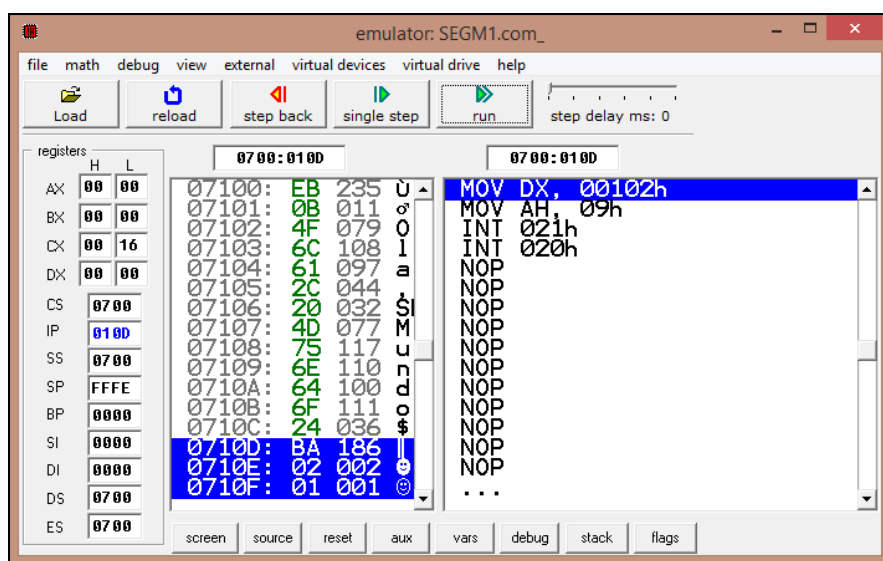 emulator: SEGM1.com_
file math debug view external virtual devices virtual drive help
Load reload step back single step run step delay ms: 0
registers
H L
0700:010D 0700:010D
AX 00 00
BX 00 00
CX 00 16
DX 00 00
CS 0700
IP 010D
SS 0700
SP FFFE
BP 0000
SI 0000
DI 0000
DS 0700
ES 0700
07100: EB 235 Ù
07101: 0B 011 ♂
07102: 4F 079 O
07103: 6C 108 l
07104: 61 097 a
07105: 2C 044 ,
07106: 20 032
07107: 4D 077 M
07108: 75 117 u
07109: 6E 110 n
0710A: 64 100 d
0710B: 6F 111 o
0710C: 24 036 $
0710D: BA 186 ║
0710E: 02 002 ☻
0710F: 01 001 ☺
MOV DX, 00102h
MOV AH, 09h
INT 021h
INT 020h
NOP
NOP
NOP
NOP
NOP
NOP
NOP
NOP
NOP
NOP
NOP
...
screen source reset aux vars debug stack flags